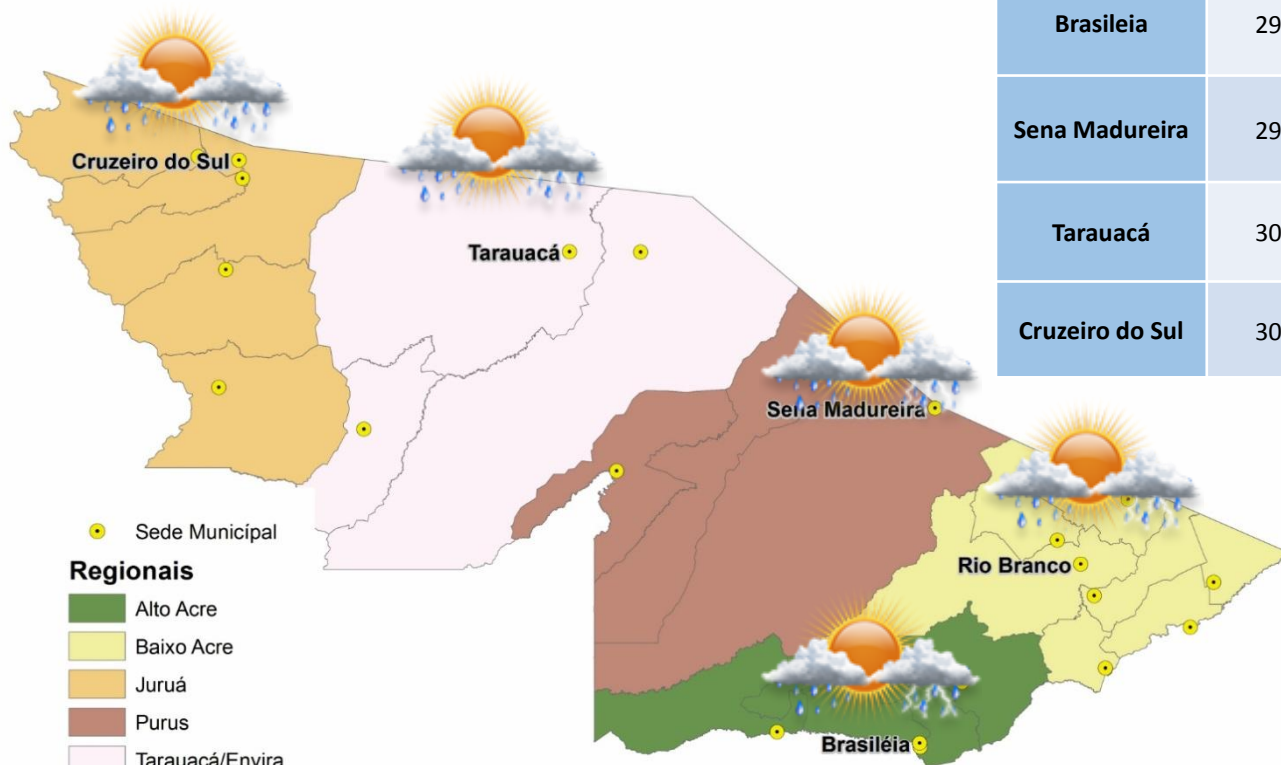 Brasileia 29
Sena Madureira 29
Tarauacá 30
Cruzeiro do Sul 30
Cruzeiro do Sul
Tarauacá
Sena Madureira
Rio Branco
Brasiléia
Sede Municípal
Regionais
Alto Acre
Baixo Acre
Juruá
Purus
Tarauacá/Envira